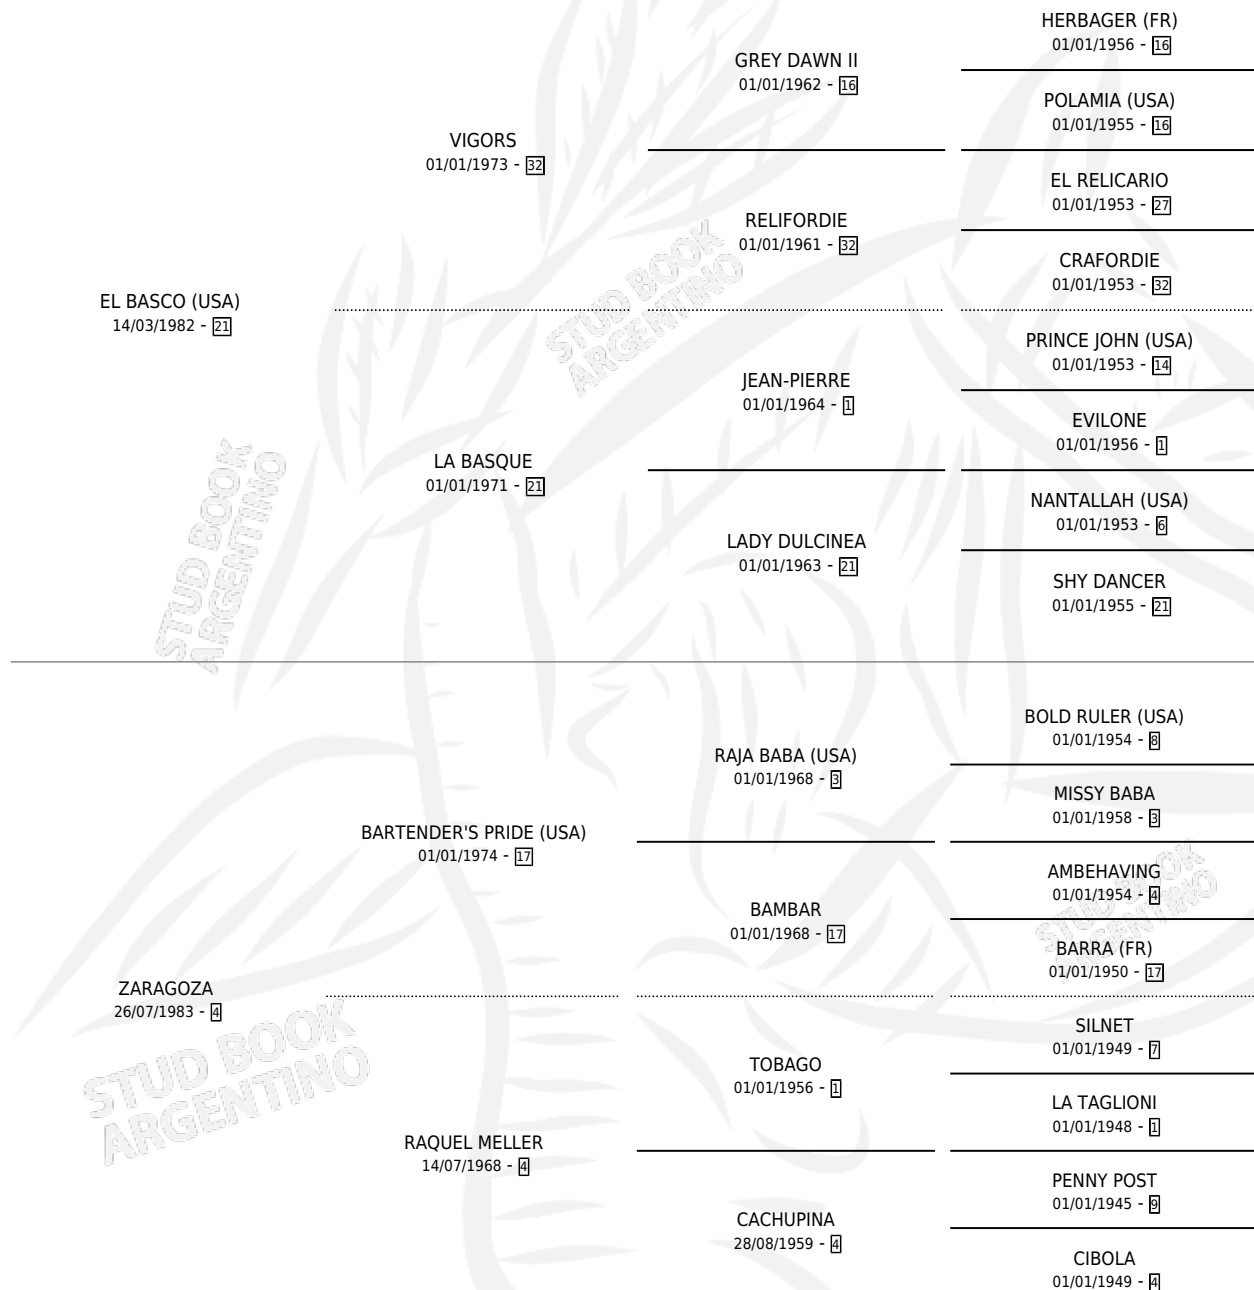 HERBAGER (FR)
01/01/1956 - 16
GREY DAWN II
01/01/1962 - 16
POLAMIA (USA)
01/01/1955 - 16
VIGORS
01/01/1973 - 32
EL RELICARIO
01/01/1953 - 27
RELIFORDIE
01/01/1961 - 32
CRAFORDIE
01/01/1953 - 32
EL BASCO (USA)
14/03/1982 - 21
PRINCE JOHN (USA)
01/01/1953 - 14
JEAN-PIERRE
01/01/1964 - 1
EVILONE
01/01/1956 - 1
LA BASQUE
01/01/1971 - 21
NANTALLAH (USA)
01/01/1953 - 6
LADY DULCINEA
01/01/1963 - 21
SHY DANCER
01/01/1955 - 21
BOLD RULER (USA)
01/01/1954 - 8
RAJA BABA (USA)
01/01/1968 - 3
MISSY BABA
01/01/1958 - 3
BARTENDER'S PRIDE (USA)
01/01/1974 - 17
AMBEHAVING
01/01/1954 - 4
BAMBAR
01/01/1968 - 17
BARRA (FR)
01/01/1950 - 17
ZARAGOZA
26/07/1983 - 4
SILNET
01/01/1949 - 7
TOBAGO
01/01/1956 - 1
LA TAGLIONI
01/01/1948 - 1
RAQUEL MELLER
14/07/1968 - 4
PENNY POST
01/01/1945 - 9
CACHUPINA
28/08/1959 - 4
CIBOLA
01/01/1949 - 4
STUD BOOK
ARGENTINO
STUD BOOK
ARGENTINO
STUD BOOK
ARGENTINO
STUD BOOK
ARGENTINO